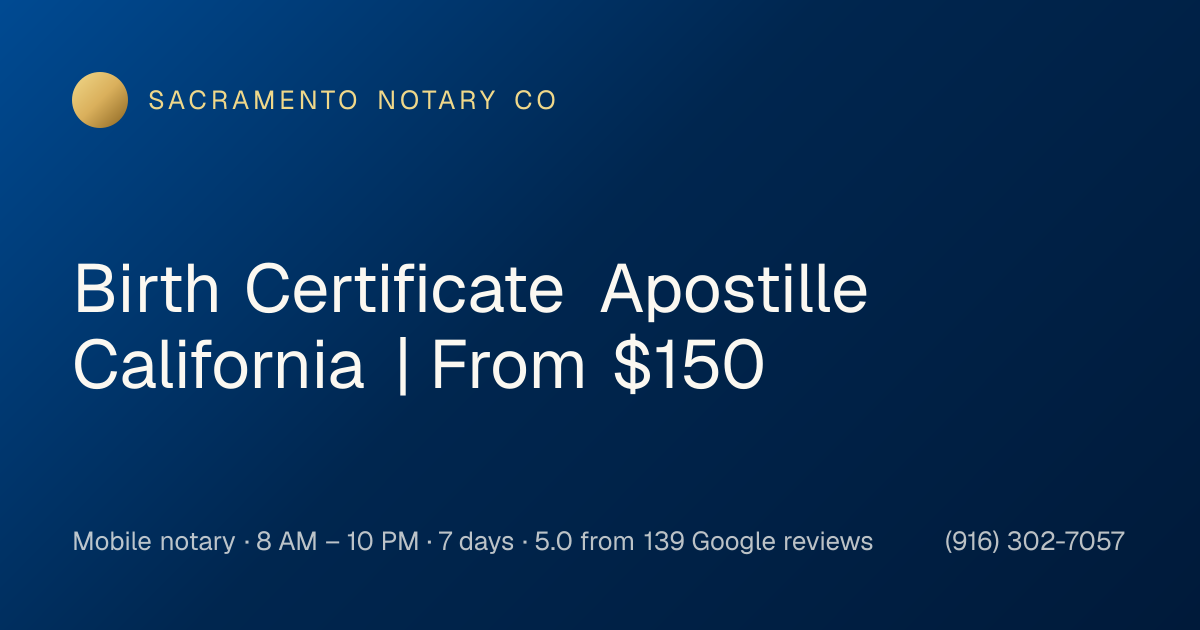 SACRAMENTO NOTARY CO
Birth Certificate Apostille
California | From $150
Mobile notary · 8 AM – 10 PM · 7 days · 5.0 from 139 Google reviews
(916) 302-7057